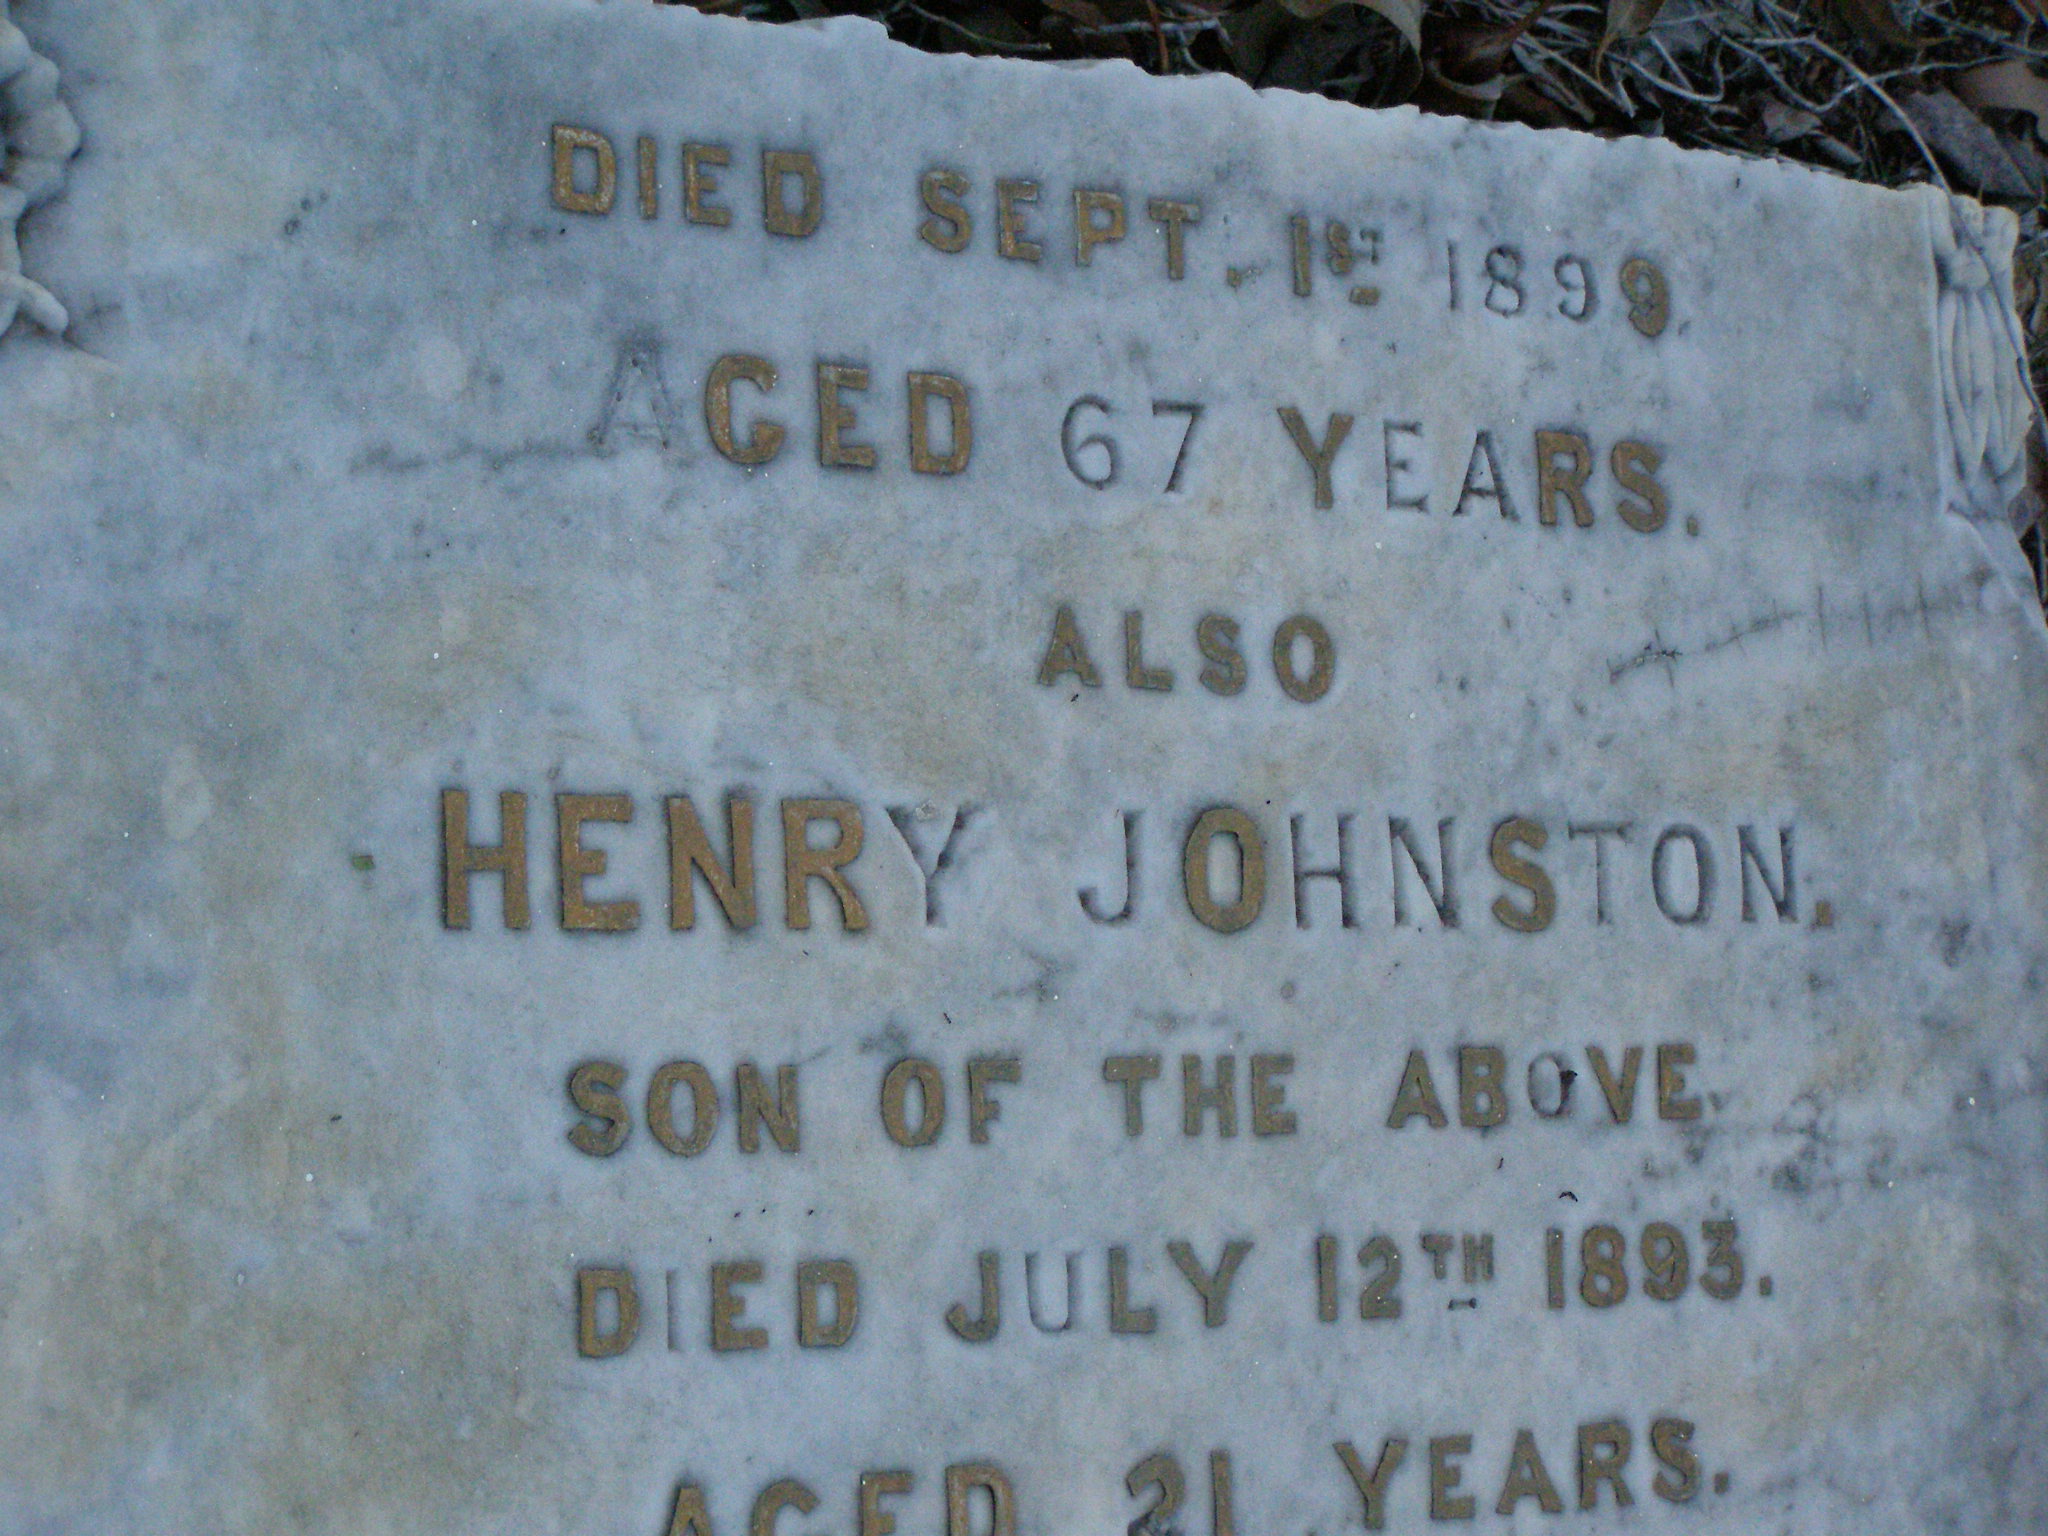 DIED SEPT. 1ST 1899.
AGED 67 YEARS.
ALSO
HENRY JOHNSTON.
SON OF THE ABOVE.
DIED JULY 12TH 1893.
AGED 21 YEARS.